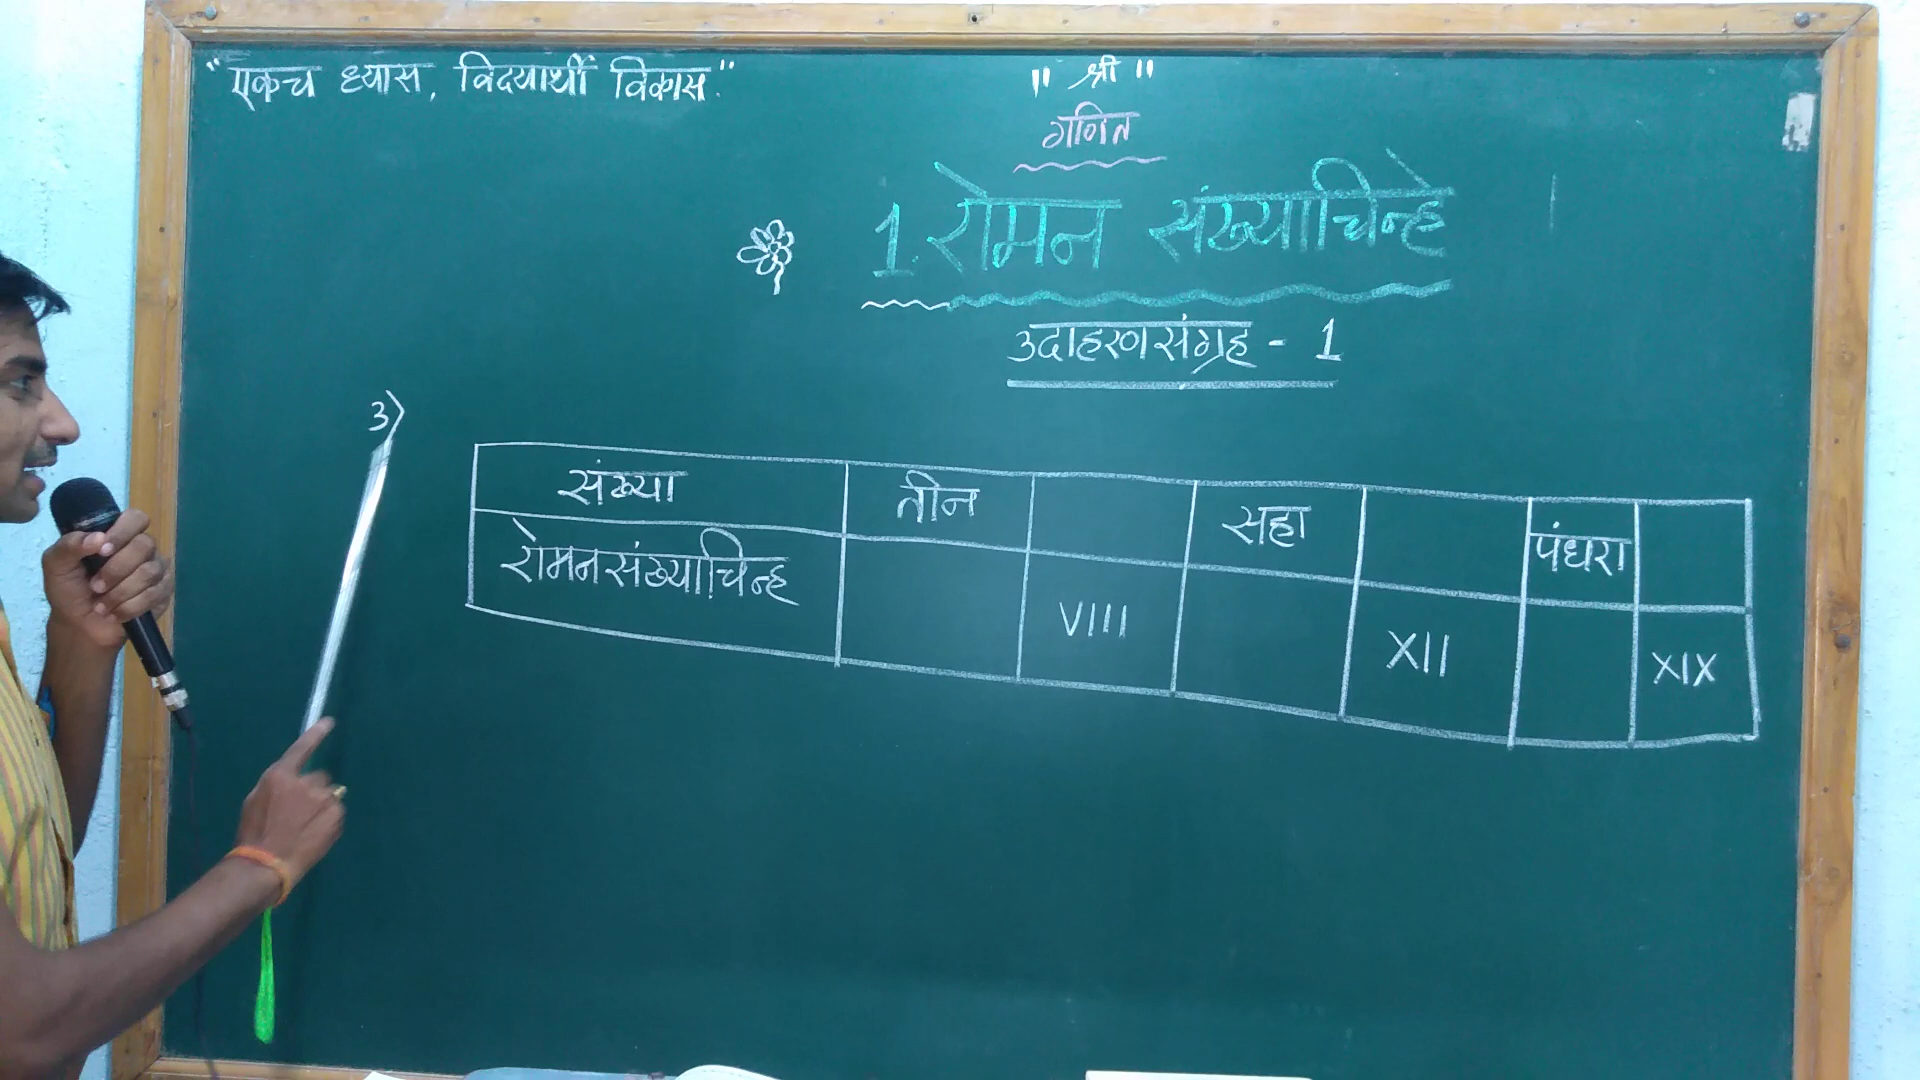 "एकच ध्यास, विदयार्थी विकास."
" श्री "
गणित
1. रोमन संख्याचिन्हे
उदाहरणसंग्रह - 1
3)
संख्या तीन सहा पंधरा
रोमनसंख्याचिन्ह VIII XII XIX